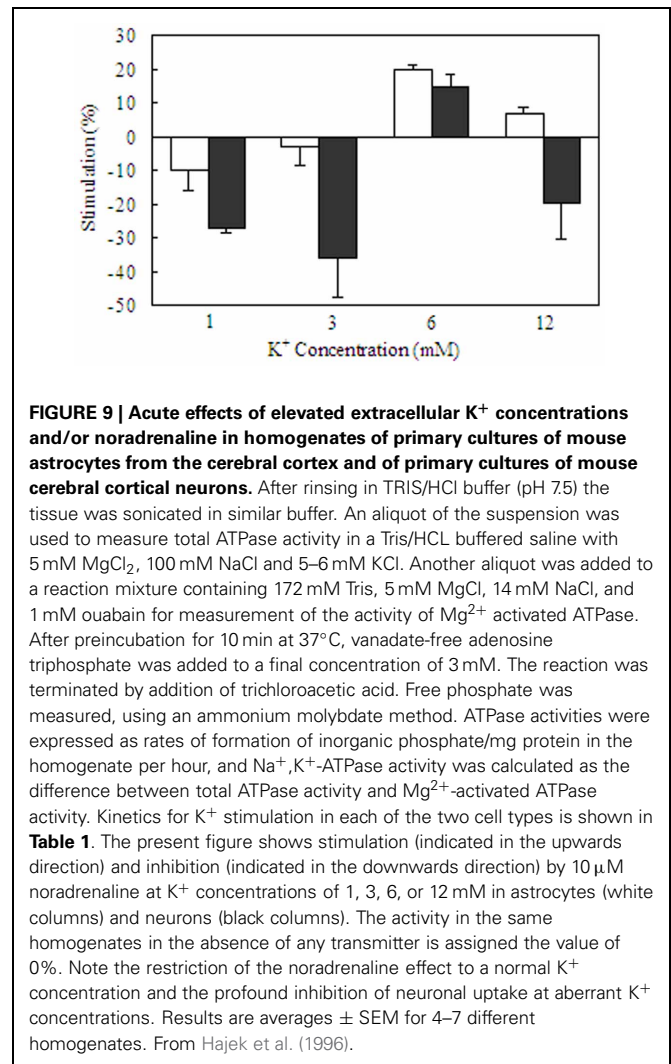 30
20
10
0
-10
-20
-30
-40
-50
Stimulation (%)
1 3 6 12
K+ Concentration (mM)
FIGURE 9 | Acute effects of elevated extracellular K+ concentrations
and/or noradrenaline in homogenates of primary cultures of mouse
astrocytes from the cerebral cortex and of primary cultures of mouse
cerebral cortical neurons. After rinsing in TRIS/HCl buffer (pH 7.5) the
tissue was sonicated in similar buffer. An aliquot of the suspension was
used to measure total ATPase activity in a Tris/HCL buffered saline with
5 mM MgCl2, 100 mM NaCl and 5–6 mM KCl. Another aliquot was added to
a reaction mixture containing 172 mM Tris, 5 mM MgCl, 14 mM NaCl, and
1 mM ouabain for measurement of the activity of Mg2+ activated ATPase.
After preincubation for 10 min at 37°C, vanadate-free adenosine
triphosphate was added to a final concentration of 3 mM. The reaction was
terminated by addition of trichloroacetic acid. Free phosphate was
measured, using an ammonium molybdate method. ATPase activities were
expressed as rates of formation of inorganic phosphate/mg protein in the
homogenate per hour, and Na+,K+-ATPase activity was calculated as the
difference between total ATPase activity and Mg2+-activated ATPase
activity. Kinetics for K+ stimulation in each of the two cell types is shown in
Table 1. The present figure shows stimulation (indicated in the upwards
direction) and inhibition (indicated in the downwards direction) by 10 μM
noradrenaline at K+ concentrations of 1, 3, 6, or 12 mM in astrocytes (white
columns) and neurons (black columns). The activity in the same
homogenates in the absence of any transmitter is assigned the value of
0%. Note the restriction of the noradrenaline effect to a normal K+
concentration and the profound inhibition of neuronal uptake at aberrant K+
concentrations. Results are averages ± SEM for 4–7 different
homogenates. From Hajek et al. (1996).